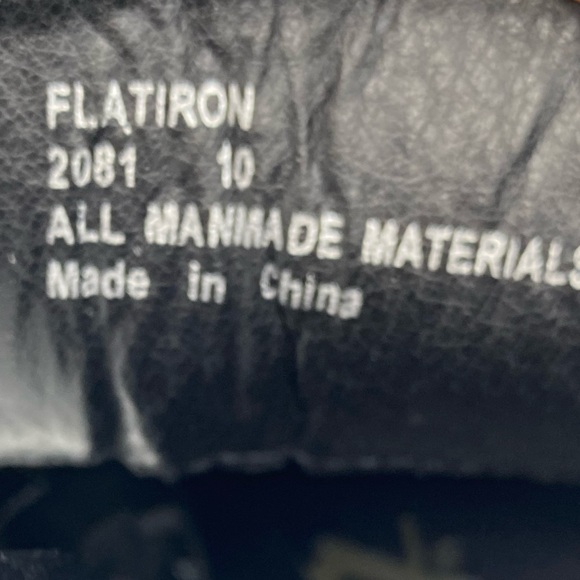 FLATIRON
2081 10
ALL MANMADE MATERIALS
Made in China